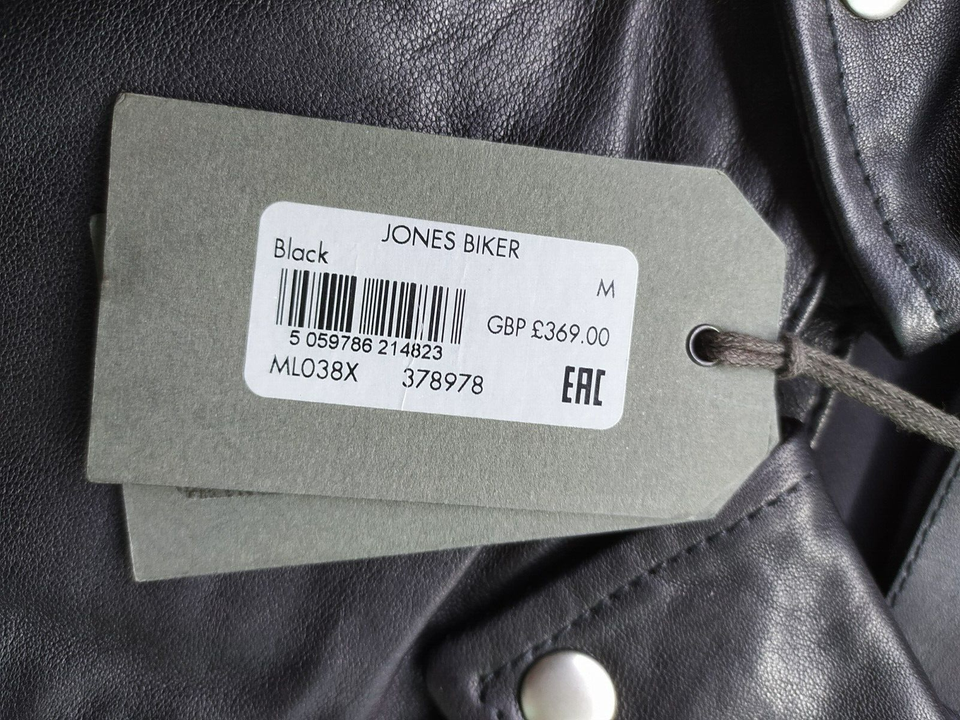 JONES BIKER
Black
M
GBP £369.00
5 059786 214823
ML038X 378978
EAC